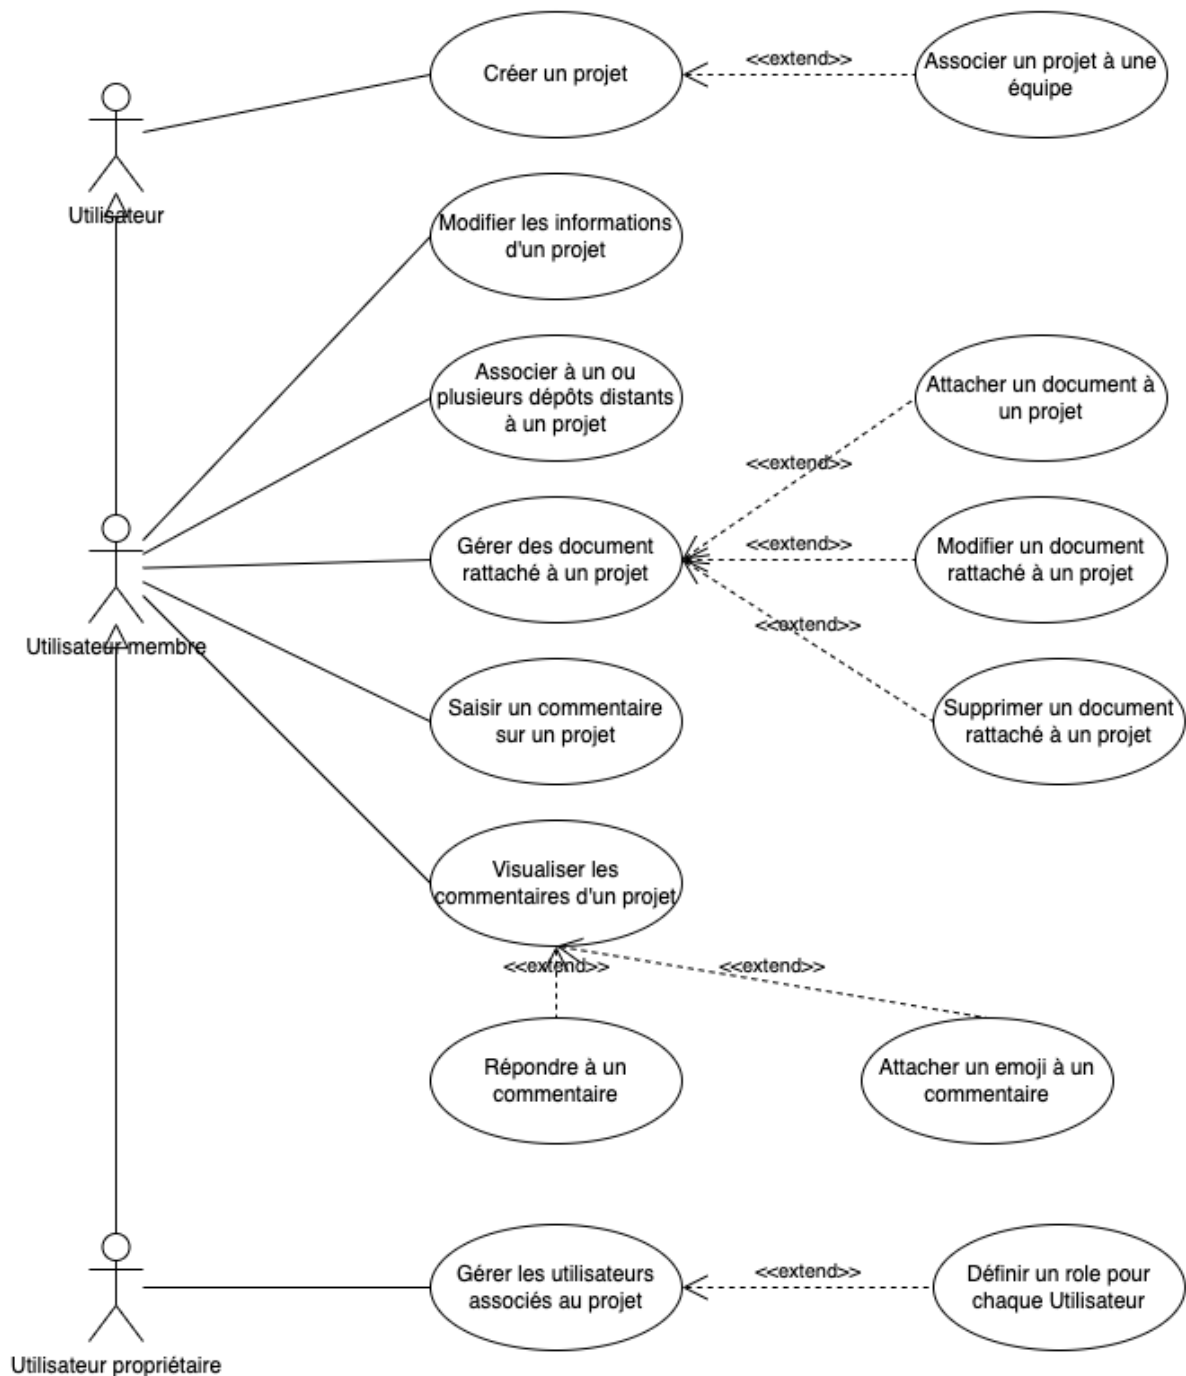 Créer un projet
<<extend>>
Associer un projet à une
équipe
Utilisateur
Modifier les informations
d'un projet
Associer à un ou
plusieurs dépôts distants
à un projet
Attacher un document à
un projet
<<extend>>
Gérer des document
rattaché à un projet
<<extend>>
Modifier un document
rattaché à un projet
<<extend>>
Utilisateur membre
Saisir un commentaire
sur un projet
Supprimer un document
rattaché à un projet
Visualiser les
commentaires d'un projet
<<extend>>
<<extend>>
Répondre à un
commentaire
Attacher un emoji à un
commentaire
Gérer les utilisateurs
associés au projet
<<extend>>
Définir un role pour
chaque Utilisateur
Utilisateur propriétaire